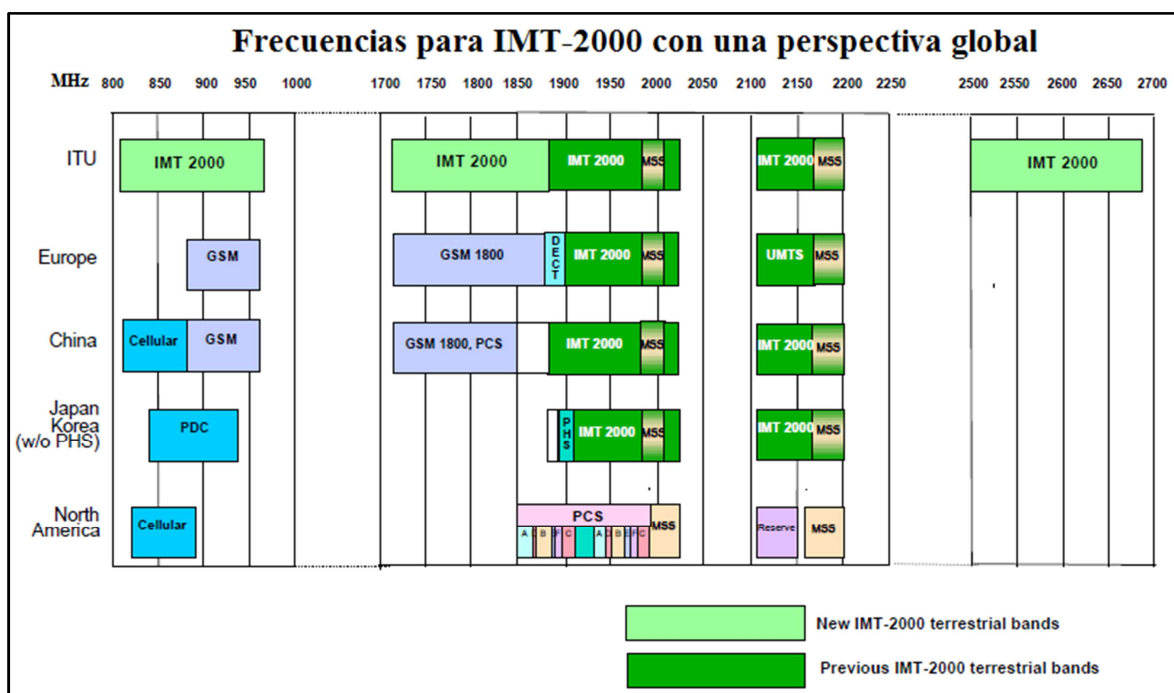 Frecuencias para IMT-2000 con una perspectiva global
MHz 800 850 900 1000 1700 1750 1800 1850 1900 1950 2000 2050 2100 2150 2200 2250 2500 2550 2600 2650 2700
ITU IMT 2000 IMT 2000 IMT 2000 MSS IMT 2000 MSS IMT 2000
Europe GSM GSM 1800 DECT IMT 2000 MSS UMTS MSS
China Cellular GSM GSM 1800, PCS IMT 2000 MSS IMT 2000 MSS
Japan
Korea PDC PHS IMT 2000 MSS IMT 2000 MSS
(w/o PHS)
PCS
North Cellular MSS Reserve MSS
America
A B F C A D B E F C
New IMT-2000 terrestrial bands
Previous IMT-2000 terrestrial bands